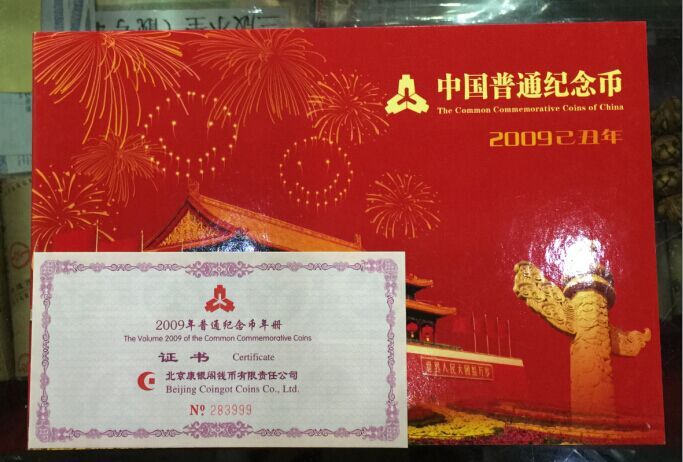 中国普通纪念币
The Common Commemorative Coins of China
2009己丑年
2009年普通纪念币年册
The Volume 2009 of the Common Commemorative Coins
证书 Certificate
北京康银阁钱币有限责任公司
Beijing Coingot Coins Co., Ltd.
Nº 283999